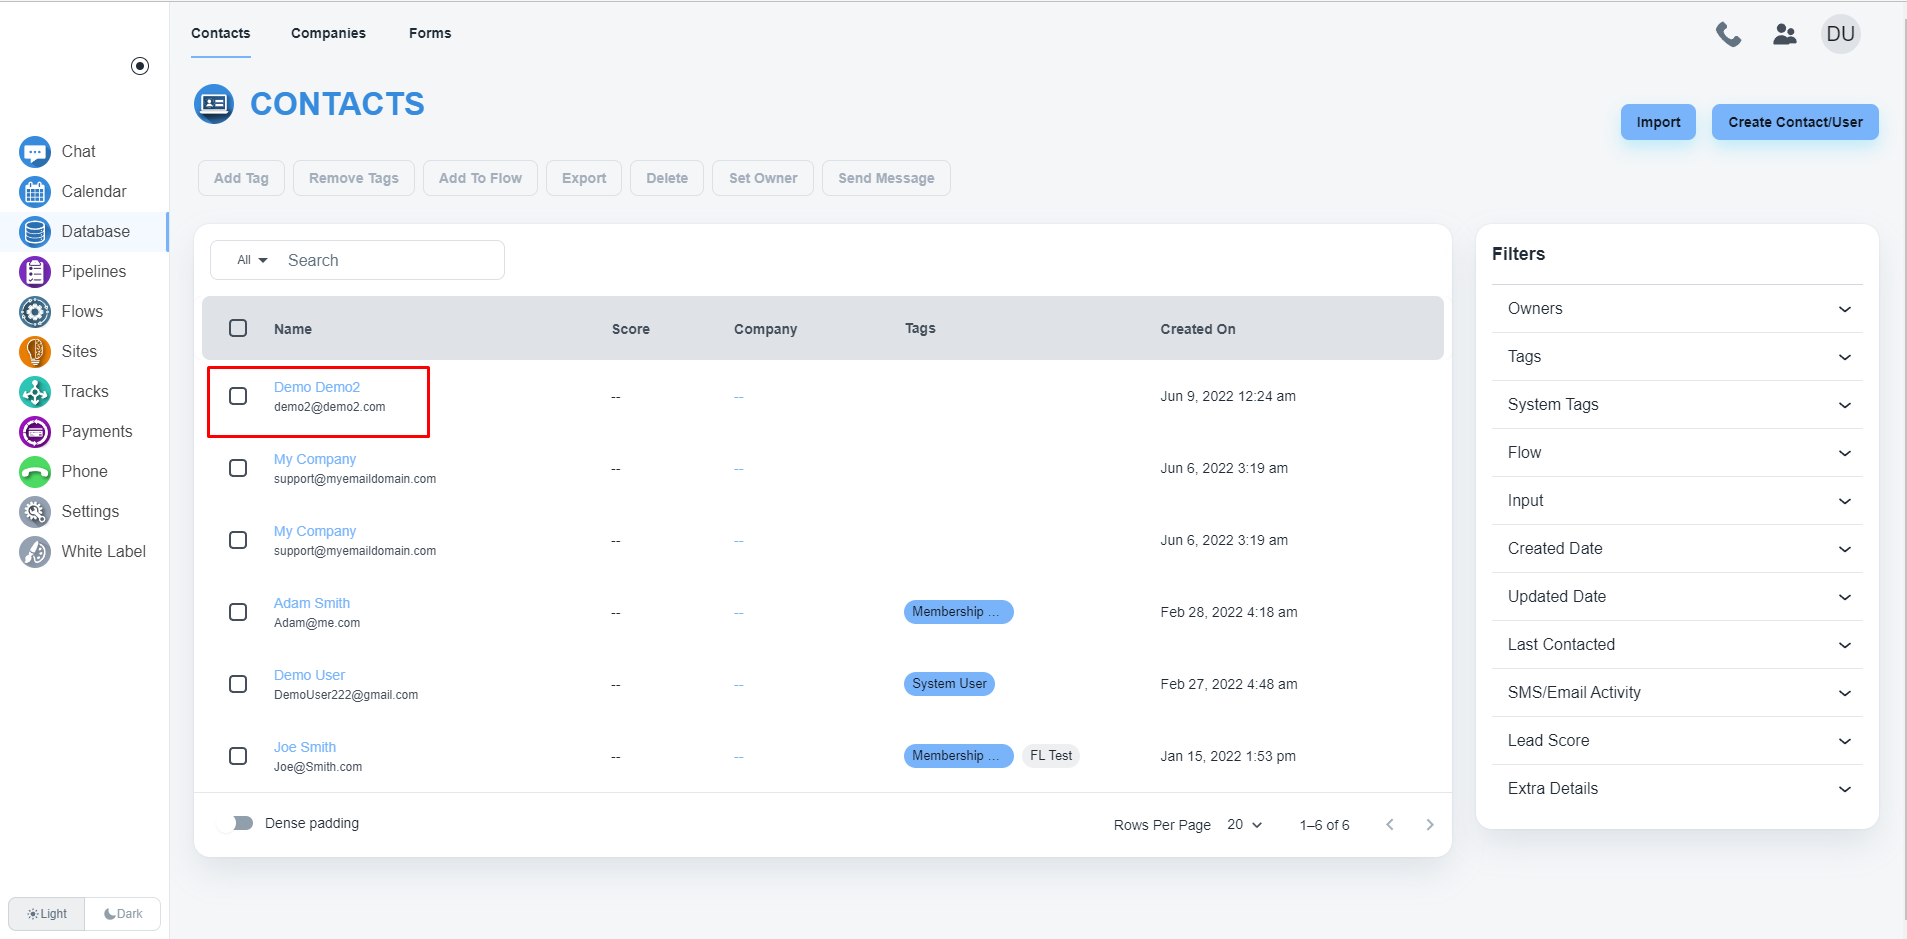 Contacts Companies Forms
DU
CONTACTS
Import Create Contact/User
Add Tag Remove Tags Add To Flow Export Delete Set Owner Send Message
Chat
Calendar
Database
Pipelines
Flows
Sites
Tracks
Payments
Phone
Settings
White Label
Light Dark
All Search
Name Score Company Tags Created On
Demo Demo2
demo2@demo2.com
-- -- Jun 9, 2022 12:24 am
My Company
support@myemaildomain.com
-- -- Jun 6, 2022 3:19 am
My Company
support@myemaildomain.com
-- -- Jun 6, 2022 3:19 am
Adam Smith
Adam@me.com
-- -- Membership ... Feb 28, 2022 4:18 am
Demo User
DemoUser222@gmail.com
-- -- System User Feb 27, 2022 4:48 am
Joe Smith
Joe@Smith.com
-- -- Membership ... FL Test Jan 15, 2022 1:53 pm
Dense padding
Rows Per Page 20 1–6 of 6
Filters
Owners
Tags
System Tags
Flow
Input
Created Date
Updated Date
Last Contacted
SMS/Email Activity
Lead Score
Extra Details